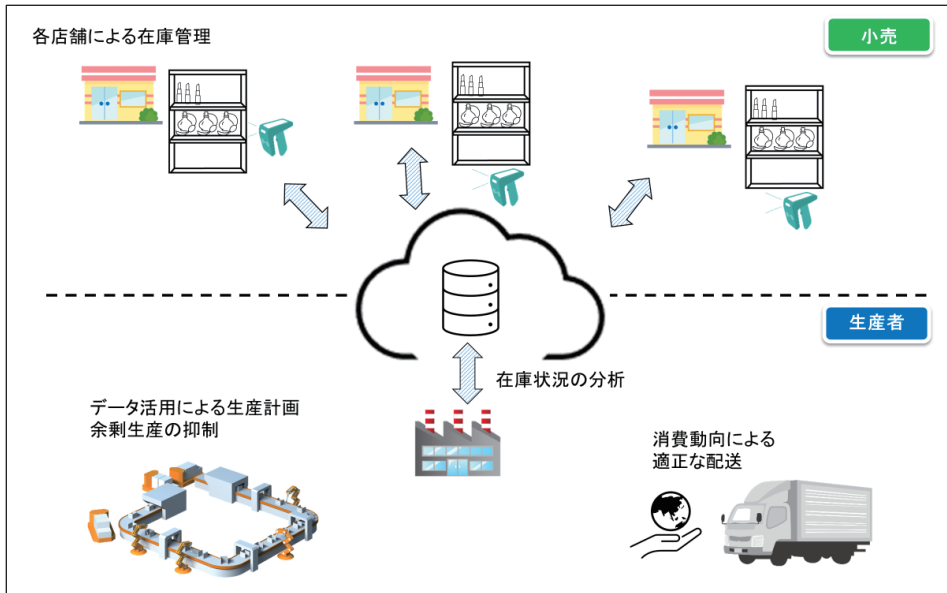 各店舗による在庫管理
小売
生産者
在庫状況の分析
データ活用による生産計画
余剰生産の抑制
消費動向による
適正な配送